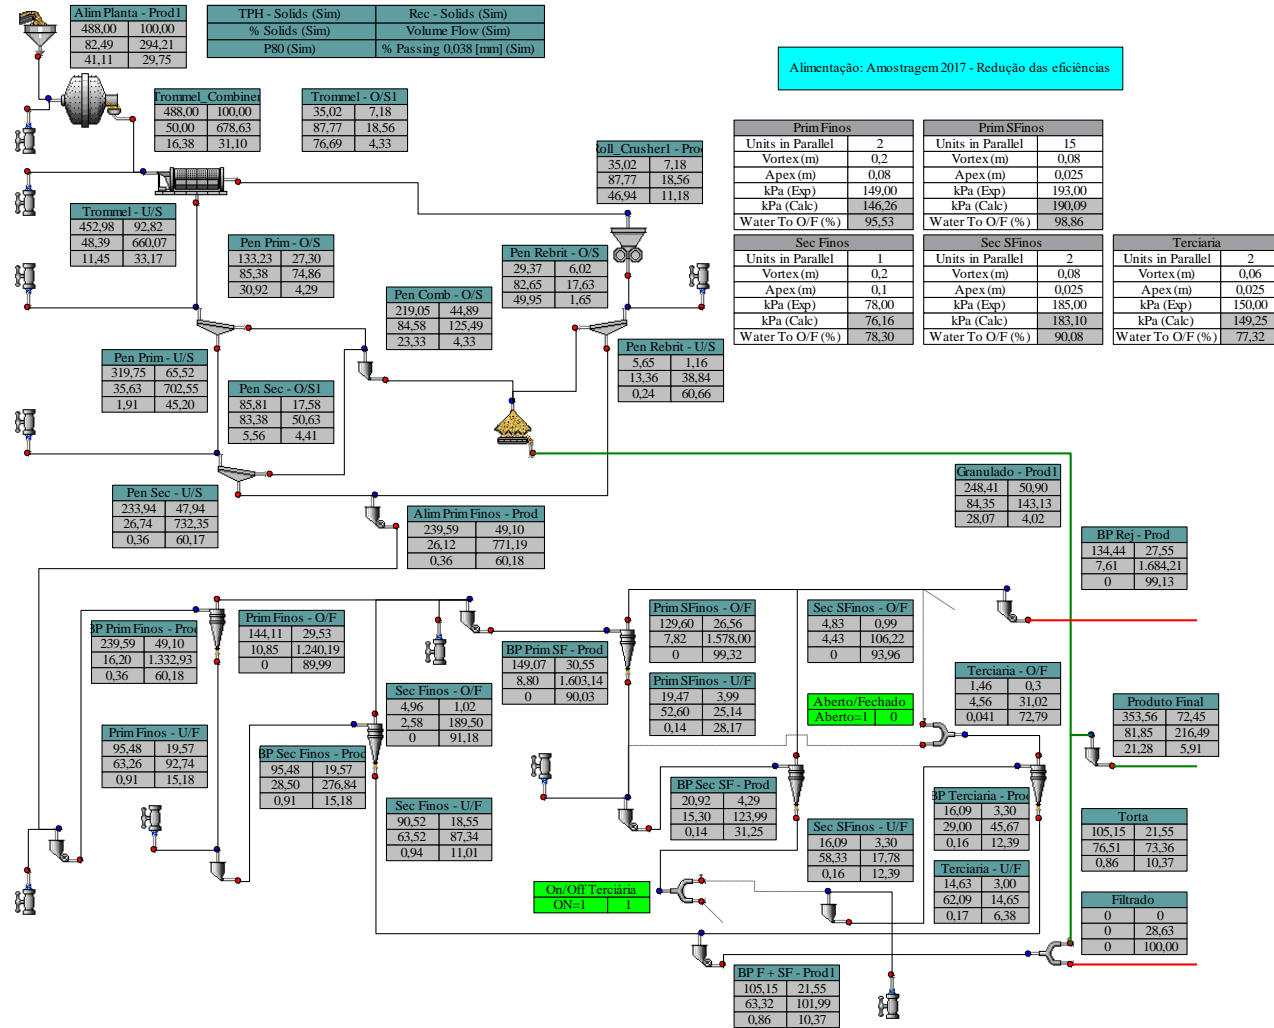 Alim Planta - Prod1
488,00 100,00
82,49 294,21
41,11 29,75
TPH - Solids (Sim) Rec - Solids (Sim)
% Solids (Sim) Volume Flow (Sim)
P80 (Sim) % Passing 0,038 [mm] (Sim)
Alimentação: Amostragem 2017 - Redução das eficiências
Trommel_Combiner
488,00 100,00
50,00 678,63
16,38 31,10
Trommel - O/S1
35,02 7,18
87,77 18,56
76,69 4,33
Roll_Crusher1 - Prod
35,02 7,18
87,77 18,56
46,94 11,18
Prim Finos
Units in Parallel 2
Vortex (m) 0,2
Apex (m) 0,08
kPa (Exp) 149,00
kPa (Calc) 146,26
Water To O/F (%) 95,53
Prim SFinos
Units in Parallel 15
Vortex (m) 0,08
Apex (m) 0,025
kPa (Exp) 193,00
kPa (Calc) 190,09
Water To O/F (%) 98,86
Trommel - U/S
452,98 92,82
48,39 660,07
11,45 33,17
Pen Prim - O/S
133,23 27,30
85,38 74,86
30,92 4,29
Pen Rebrit - O/S
29,37 6,02
82,65 17,63
49,95 1,65
Sec Finos
Units in Parallel 1
Vortex (m) 0,2
Apex (m) 0,1
kPa (Exp) 78,00
kPa (Calc) 76,16
Water To O/F (%) 78,30
Sec SFinos
Units in Parallel 2
Vortex (m) 0,08
Apex (m) 0,025
kPa (Exp) 185,00
kPa (Calc) 183,10
Water To O/F (%) 90,08
Terciaria
Units in Parallel 2
Vortex (m) 0,06
Apex (m) 0,025
kPa (Exp) 150,00
kPa (Calc) 149,25
Water To O/F (%) 77,32
Pen Comb - O/S
219,05 44,89
84,58 125,49
23,33 4,33
Pen Prim - U/S
319,75 65,52
35,63 702,55
1,91 45,20
Pen Rebrit - U/S
5,65 1,16
13,36 38,84
0,24 60,66
Pen Sec - O/S1
85,81 17,58
83,38 50,63
5,56 4,41
Pen Sec - U/S
233,94 47,94
26,74 732,35
0,36 60,17
Alim Prim Finos - Prod
239,59 49,10
26,12 771,19
0,36 60,18
Granulado - Prod1
248,41 50,90
84,35 143,13
28,07 4,02
BP Rej - Prod
134,44 27,55
7,61 1.684,21
0 99,13
BP Prim Finos - Prod
239,59 49,10
16,20 1.332,93
0,36 60,18
Prim Finos - O/F
144,11 29,53
10,85 1.240,19
0 89,99
BP Prim SF - Prod
149,07 30,55
8,80 1.603,14
0 90,03
Prim SFinos - O/F
129,60 26,56
7,82 1.578,00
0 99,32
Sec SFinos - O/F
4,83 0,99
4,43 106,22
0 93,96
Prim SFinos - U/F
19,47 3,99
52,60 25,14
0,14 28,17
Terciaria - O/F
1,46 0,3
4,56 31,02
0,041 72,79
Aberto/Fechado
Aberto=1 0
Produto Final
353,56 72,45
81,85 216,49
21,28 5,91
Sec Finos - O/F
4,96 1,02
2,58 189,50
0 91,18
Prim Finos - U/F
95,48 19,57
63,26 92,74
0,91 15,18
BP Sec Finos - Prod
95,48 19,57
28,50 276,84
0,91 15,18
BP Sec SF - Prod
20,92 4,29
15,30 123,99
0,14 31,25
BP Terciaria - Prod
16,09 3,30
29,00 45,67
0,16 12,39
Sec Finos - U/F
90,52 18,55
63,52 87,34
0,94 11,01
Sec SFinos - U/F
16,09 3,30
58,33 17,78
0,16 12,39
Torta
105,15 21,55
76,51 73,36
0,86 10,37
Terciaria - U/F
14,63 3,00
62,09 14,65
0,17 6,38
On/Off Terciária
ON=1 1
Filtrado
0 0
0 28,63
0 100,00
BP F + SF - Prod1
105,15 21,55
63,32 101,99
0,86 10,37